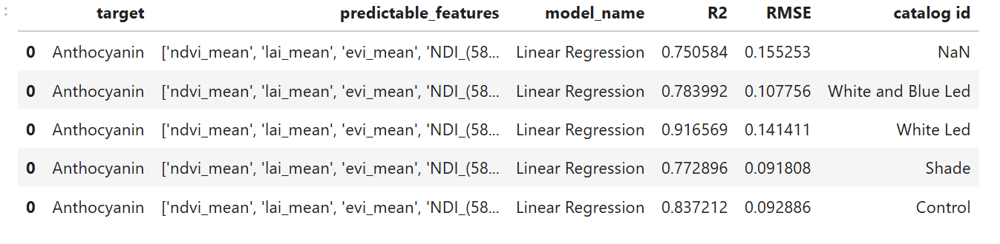 target predictable_features model_name R2 RMSE catalog id
0 Anthocyanin ['ndvi_mean', 'lai_mean', 'evi_mean', 'NDI_(58... Linear Regression 0.750584 0.155253 NaN
0 Anthocyanin ['ndvi_mean', 'lai_mean', 'evi_mean', 'NDI_(58... Linear Regression 0.783992 0.107756 White and Blue Led
0 Anthocyanin ['ndvi_mean', 'lai_mean', 'evi_mean', 'NDI_(58... Linear Regression 0.916569 0.141411 White Led
0 Anthocyanin ['ndvi_mean', 'lai_mean', 'evi_mean', 'NDI_(58... Linear Regression 0.772896 0.091808 Shade
0 Anthocyanin ['ndvi_mean', 'lai_mean', 'evi_mean', 'NDI_(58... Linear Regression 0.837212 0.092886 Control